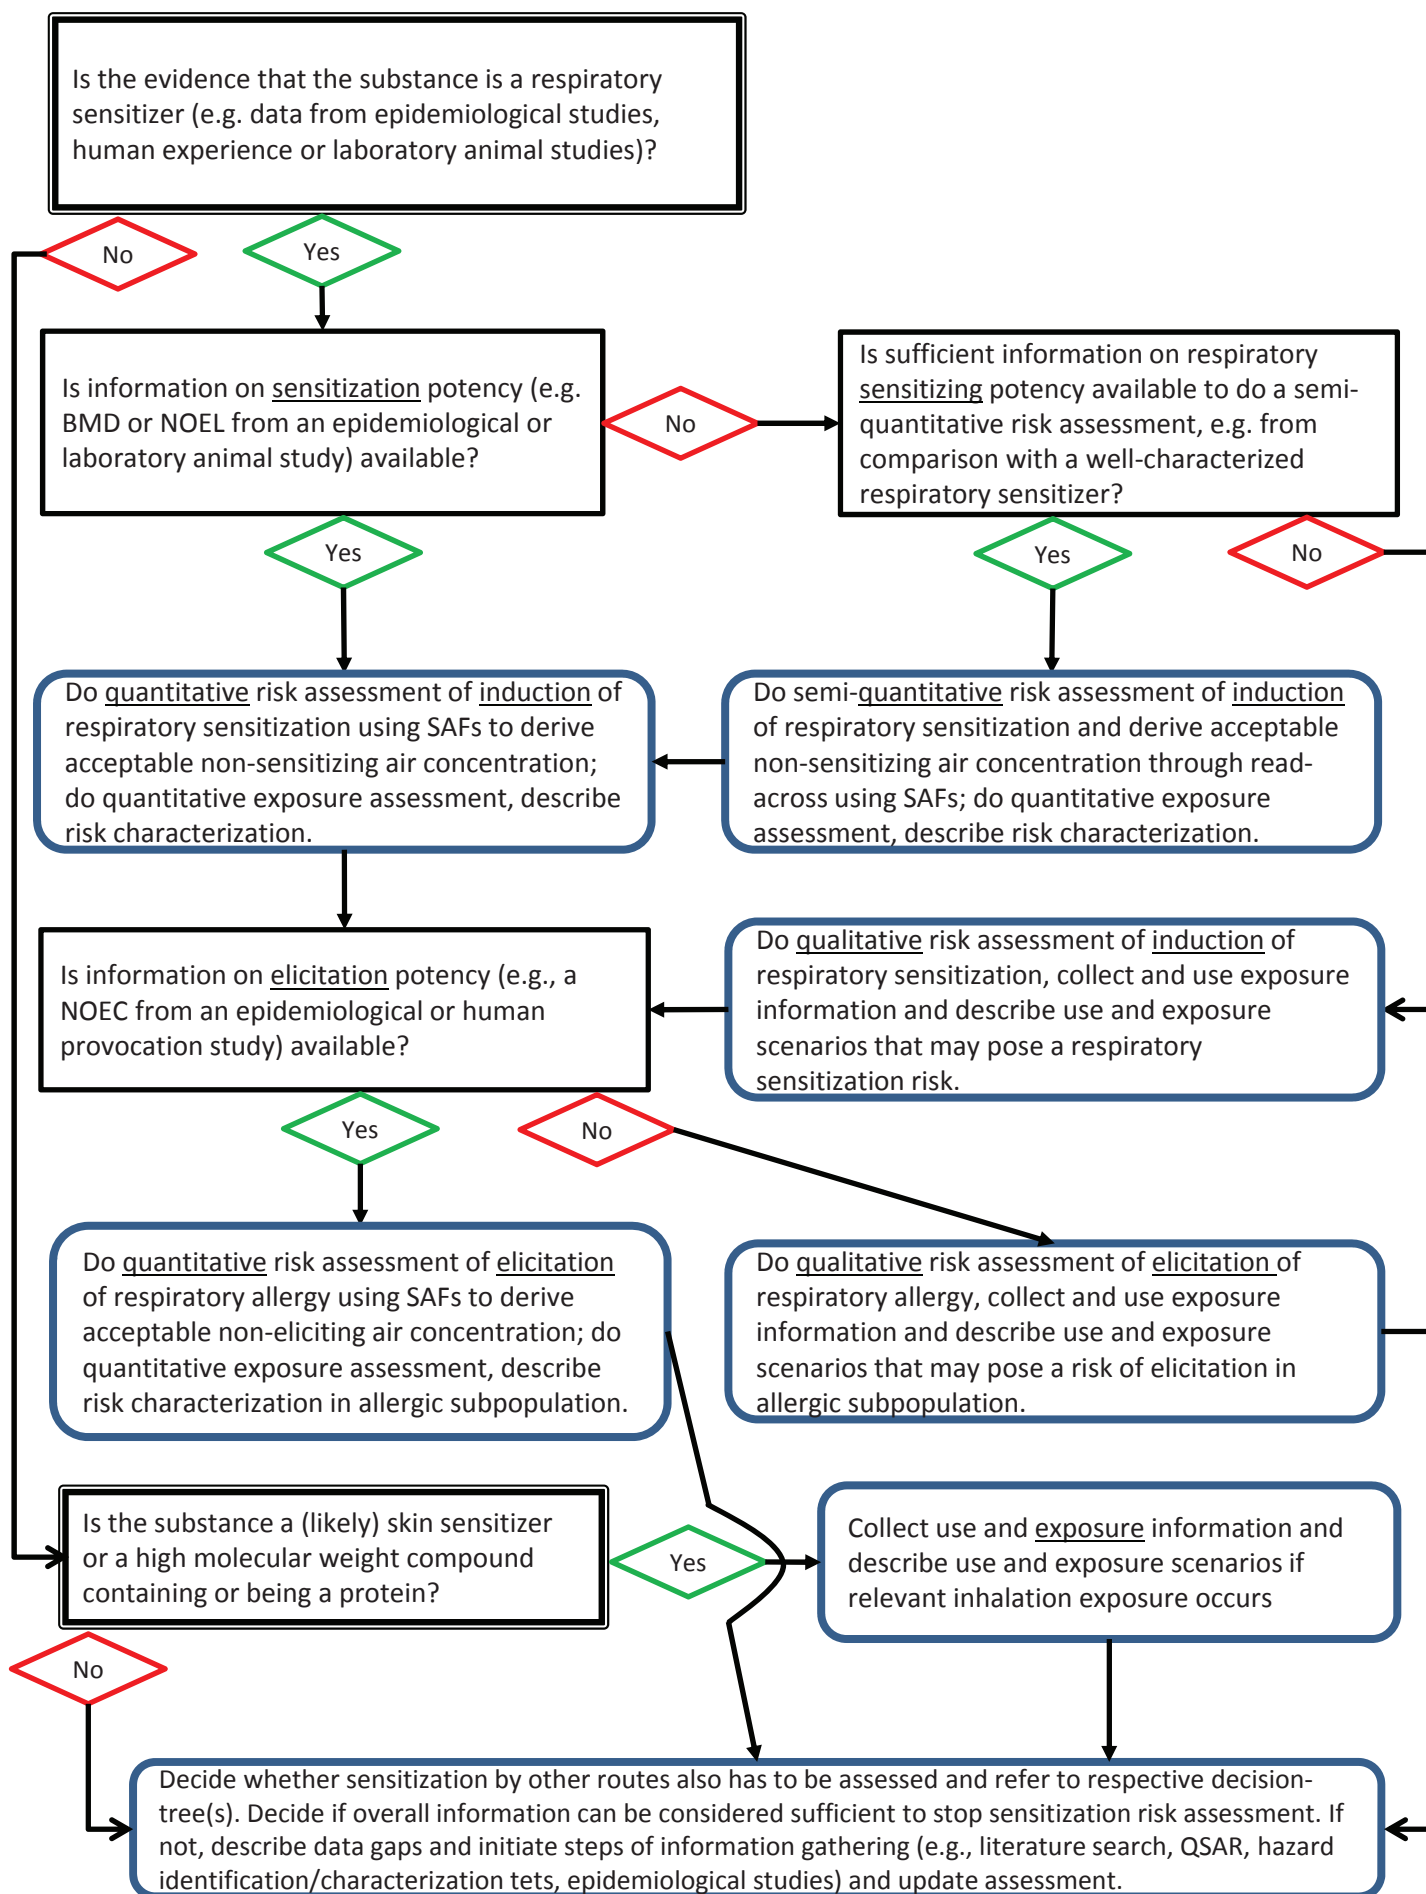 Is the evidence that the substance is a respiratory
sensitizer (e.g. data from epidemiological studies,
human experience or laboratory animal studies)?
No
Yes
Is information on sensitization potency (e.g.
BMD or NOEL from an epidemiological or
laboratory animal study) available?
No
Is sufficient information on respiratory
sensitizing potency available to do a semi-
quantitative risk assessment, e.g. from
comparison with a well-characterized
respiratory sensitizer?
Yes
Yes
No
Do quantitative risk assessment of induction of
respiratory sensitization using SAFs to derive
acceptable non-sensitizing air concentration;
do quantitative exposure assessment, describe
risk characterization.
Do semi-quantitative risk assessment of induction
of respiratory sensitization and derive acceptable
non-sensitizing air concentration through read-
across using SAFs; do quantitative exposure
assessment, describe risk characterization.
Is information on elicitation potency (e.g., a
NOEC from an epidemiological or human
provocation study) available?
Do qualitative risk assessment of induction of
respiratory sensitization, collect and use exposure
information and describe use and exposure
scenarios that may pose a respiratory
sensitization risk.
Yes
No
Do quantitative risk assessment of elicitation
of respiratory allergy using SAFs to derive
acceptable non-eliciting air concentration; do
quantitative exposure assessment, describe
risk characterization in allergic subpopulation.
Do qualitative risk assessment of elicitation of
respiratory allergy, collect and use exposure
information and describe use and exposure
scenarios that may pose a risk of elicitation in
allergic subpopulation.
Is the substance a (likely) skin sensitizer
or a high molecular weight compound
containing or being a protein?
Yes
Collect use and exposure information and
describe use and exposure scenarios if
relevant inhalation exposure occurs
No
Decide whether sensitization by other routes also has to be assessed and refer to respective decision-
tree(s). Decide if overall information can be considered sufficient to stop sensitization risk assessment. If
not, describe data gaps and initiate steps of information gathering (e.g., literature search, QSAR, hazard
identification/characterization tets, epidemiological studies) and update assessment.